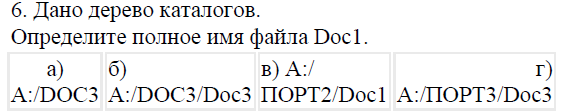 6. Дано дерево каталогов.
Определите полное имя файла Doc1.
а)
A:/DOC3
б)
A:/DOC3/Doc3
в) A:/
ПОРТ2/Doc1
г)
A:/ПОРТ3/Doc3